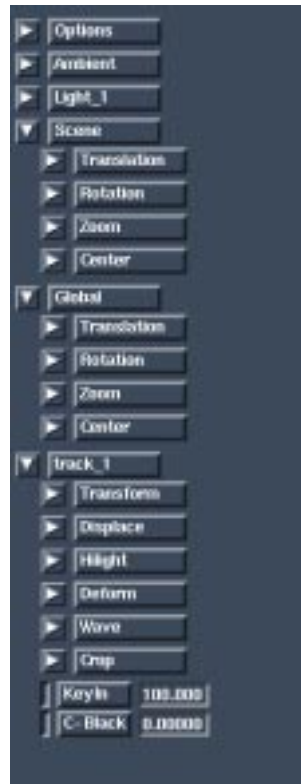 Options
Ambient
Light_1
Scene
Translation
Rotation
Zoom
Center
Global
Translation
Rotation
Zoom
Center
track_1
Transform
Displace
Hilight
Deform
Wave
Crop
KeyIn 100.000
C- Black 0.00000